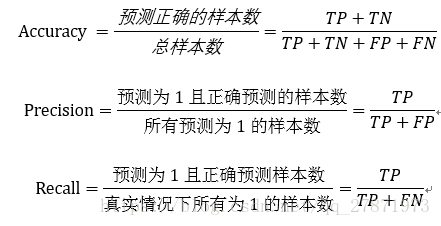 Accuracy = 预测正确的样本数 / 总样本数 = TP + TN / TP + TN + FP + FN
Precision = 预测为 1 且正确预测的样本数 / 所有预测为 1 的样本数 = TP / TP + FP
Recall = 预测为 1 且正确预测样本数 / 真实情况下所有为 1 的样本数 = TP / TP + FN